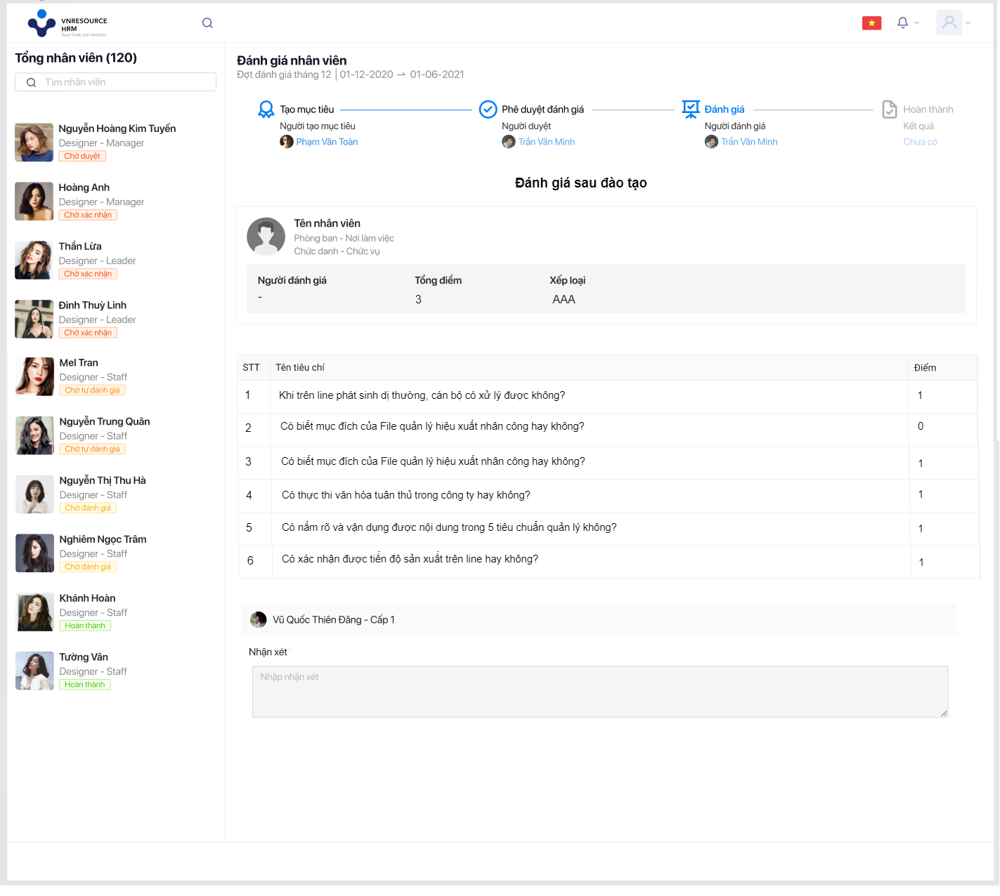 VNRESOURCE
HRM
Your trust, our success.
Tổng nhân viên (120)
Tìm nhân viên
Nguyễn Hoàng Kim Tuyến
Designer - Manager
Chờ duyệt
Hoàng Anh
Designer - Manager
Chờ xác nhận
Thần Lừa
Designer - Leader
Chờ xác nhận
Đinh Thuỳ Linh
Designer - Leader
Chờ xác nhận
Mel Tran
Designer - Staff
Chờ tự đánh giá
Nguyễn Trung Quân
Designer - Staff
Chờ tự đánh giá
Nguyễn Thị Thu Hà
Designer - Staff
Chờ đánh giá
Nghiêm Ngọc Trâm
Designer - Staff
Chờ đánh giá
Khánh Hoàn
Designer - Staff
Hoàn thành
Tường Vân
Designer - Staff
Hoàn thành
Đánh giá nhân viên
Đợt đánh giá tháng 12 | 01-12-2020 → 01-06-2021
Tạo mục tiêu
Người tạo mục tiêu
Phạm Văn Toàn
Phê duyệt đánh giá
Người duyệt
Trần Văn Minh
Đánh giá
Người đánh giá
Trần Văn Minh
Hoàn thành
Kết quả
Chưa có
Đánh giá sau đào tạo
Tên nhân viên
Phòng ban - Nơi làm việc
Chức danh - Chức vụ
Người đánh giá Tổng điểm Xếp loại
- 3 AAA
STT Tên tiêu chí Điểm
1 Khi trên line phát sinh dị thường, cán bộ có xử lý được không? 1
2 Có biết mục đích của File quản lý hiệu xuất nhân công hay không? 0
3 Có biết mục đích của File quản lý hiệu xuất nhân công hay không? 1
4 Có thực thi văn hóa tuân thủ trong công ty hay không? 1
5 Có nắm rõ và vận dụng được nội dung trong 5 tiêu chuẩn quản lý không? 1
6 Có xác nhận được tiến độ sản xuất trên line hay không? 1
Vũ Quốc Thiên Đăng - Cấp 1
Nhận xét
Nhập nhận xét